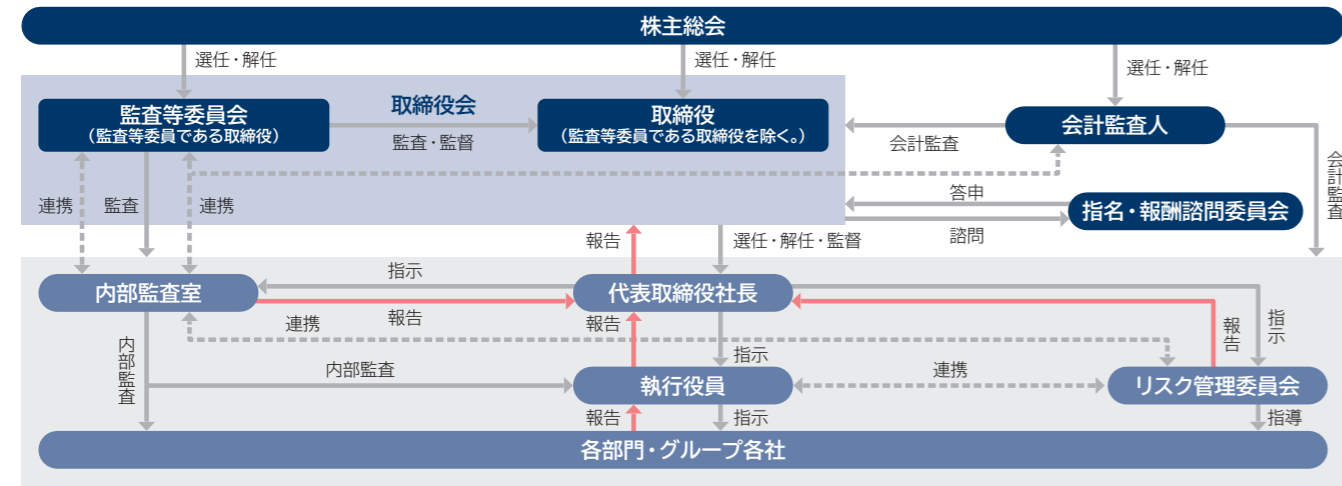 株主総会
選任・解任
選任・解任
選任・解任
監査等委員会
（監査等委員である取締役）
取締役会
監査・監督
取締役
（監査等委員である取締役を除く。）
会計監査
会計監査人
会計監査
連携
監査
連携
答申
指名・報酬諮問委員会
諮問
報告
選任・解任・監督
内部監査室
指示
代表取締役社長
報告
連携
報告
指示
報告
指示
内部監査
内部監査
執行役員
連携
リスク管理委員会
報告
指示
指導
各部門・グループ各社